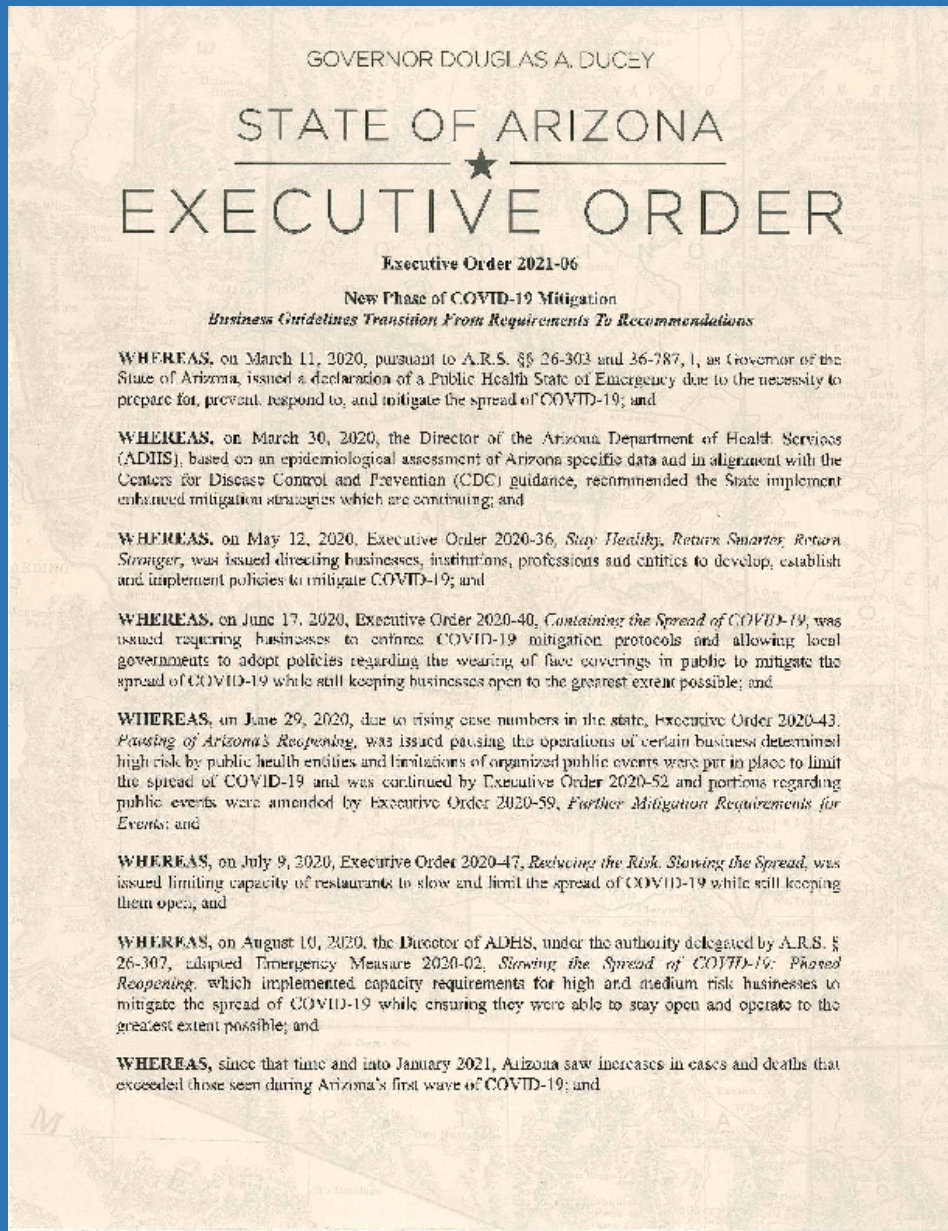 GOVERNOR DOUGLAS A. DUCEY
STATE OF ARIZONA
EXECUTIVE ORDER
Executive Order 2021-06
New Phase of COVID-19 Mitigation
Business Guidelines Transition From Requirements To Recommendations
WHEREAS, on March 11, 2020, pursuant to A.R.S. §§ 26-303 and 36-787, I, as Governor of the
State of Arizona, issued a declaration of a Public Health State of Emergency due to the necessity to
prepare for, prevent, respond to, and mitigate the spread of COVID-19; and
WHEREAS, on March 30, 2020, the Director of the Arizona Department of Health Services
(ADHS), based on an epidemiological assessment of Arizona specific data and in alignment with the
Centers for Disease Control and Prevention (CDC) guidance, recommended the State implement
enhanced mitigation strategies which are continuing; and
WHEREAS, on May 12, 2020, Executive Order 2020-36, Stay Healthy, Return Smarter, Return
Stronger, was issued directing businesses, institutions, professions and entities to develop, establish
and implement policies to mitigate COVID-19; and
WHEREAS, on June 17, 2020, Executive Order 2020-40, Containing the Spread of COVID-19, was
issued requiring businesses to enforce COVID-19 mitigation protocols and allowing local
governments to adopt policies regarding the wearing of face coverings in public to mitigate the
spread of COVID-19 while still keeping businesses open to the greatest extent possible; and
WHEREAS, on June 29, 2020, due to rising case numbers in the state, Executive Order 2020-43,
Pausing of Arizona's Reopening, was issued pausing the operations of certain business determined
high risk by public health entities and limitations of organized public events were put in place to limit
the spread of COVID-19 and was continued by Executive Order 2020-52 and portions regarding
public events were amended by Executive Order 2020-59, Further Mitigation Requirements for
Events; and
WHEREAS, on July 9, 2020, Executive Order 2020-47, Reducing the Risk, Slowing the Spread, was
issued limiting capacity of restaurants to slow and limit the spread of COVID-19 while still keeping
them open; and
WHEREAS, on August 10, 2020, the Director of ADHS, under the authority delegated by A.R.S. §
26-307, adopted Emergency Measure 2020-02, Slowing the Spread of COVID-19: Phased
Reopening, which implemented capacity requirements for high and medium risk businesses to
mitigate the spread of COVID-19 while ensuring they were able to stay open and operate to the
greatest extent possible; and
WHEREAS, since that time and into January 2021, Arizona saw increases in cases and deaths that
exceeded those seen during Arizona's first wave of COVID-19; and